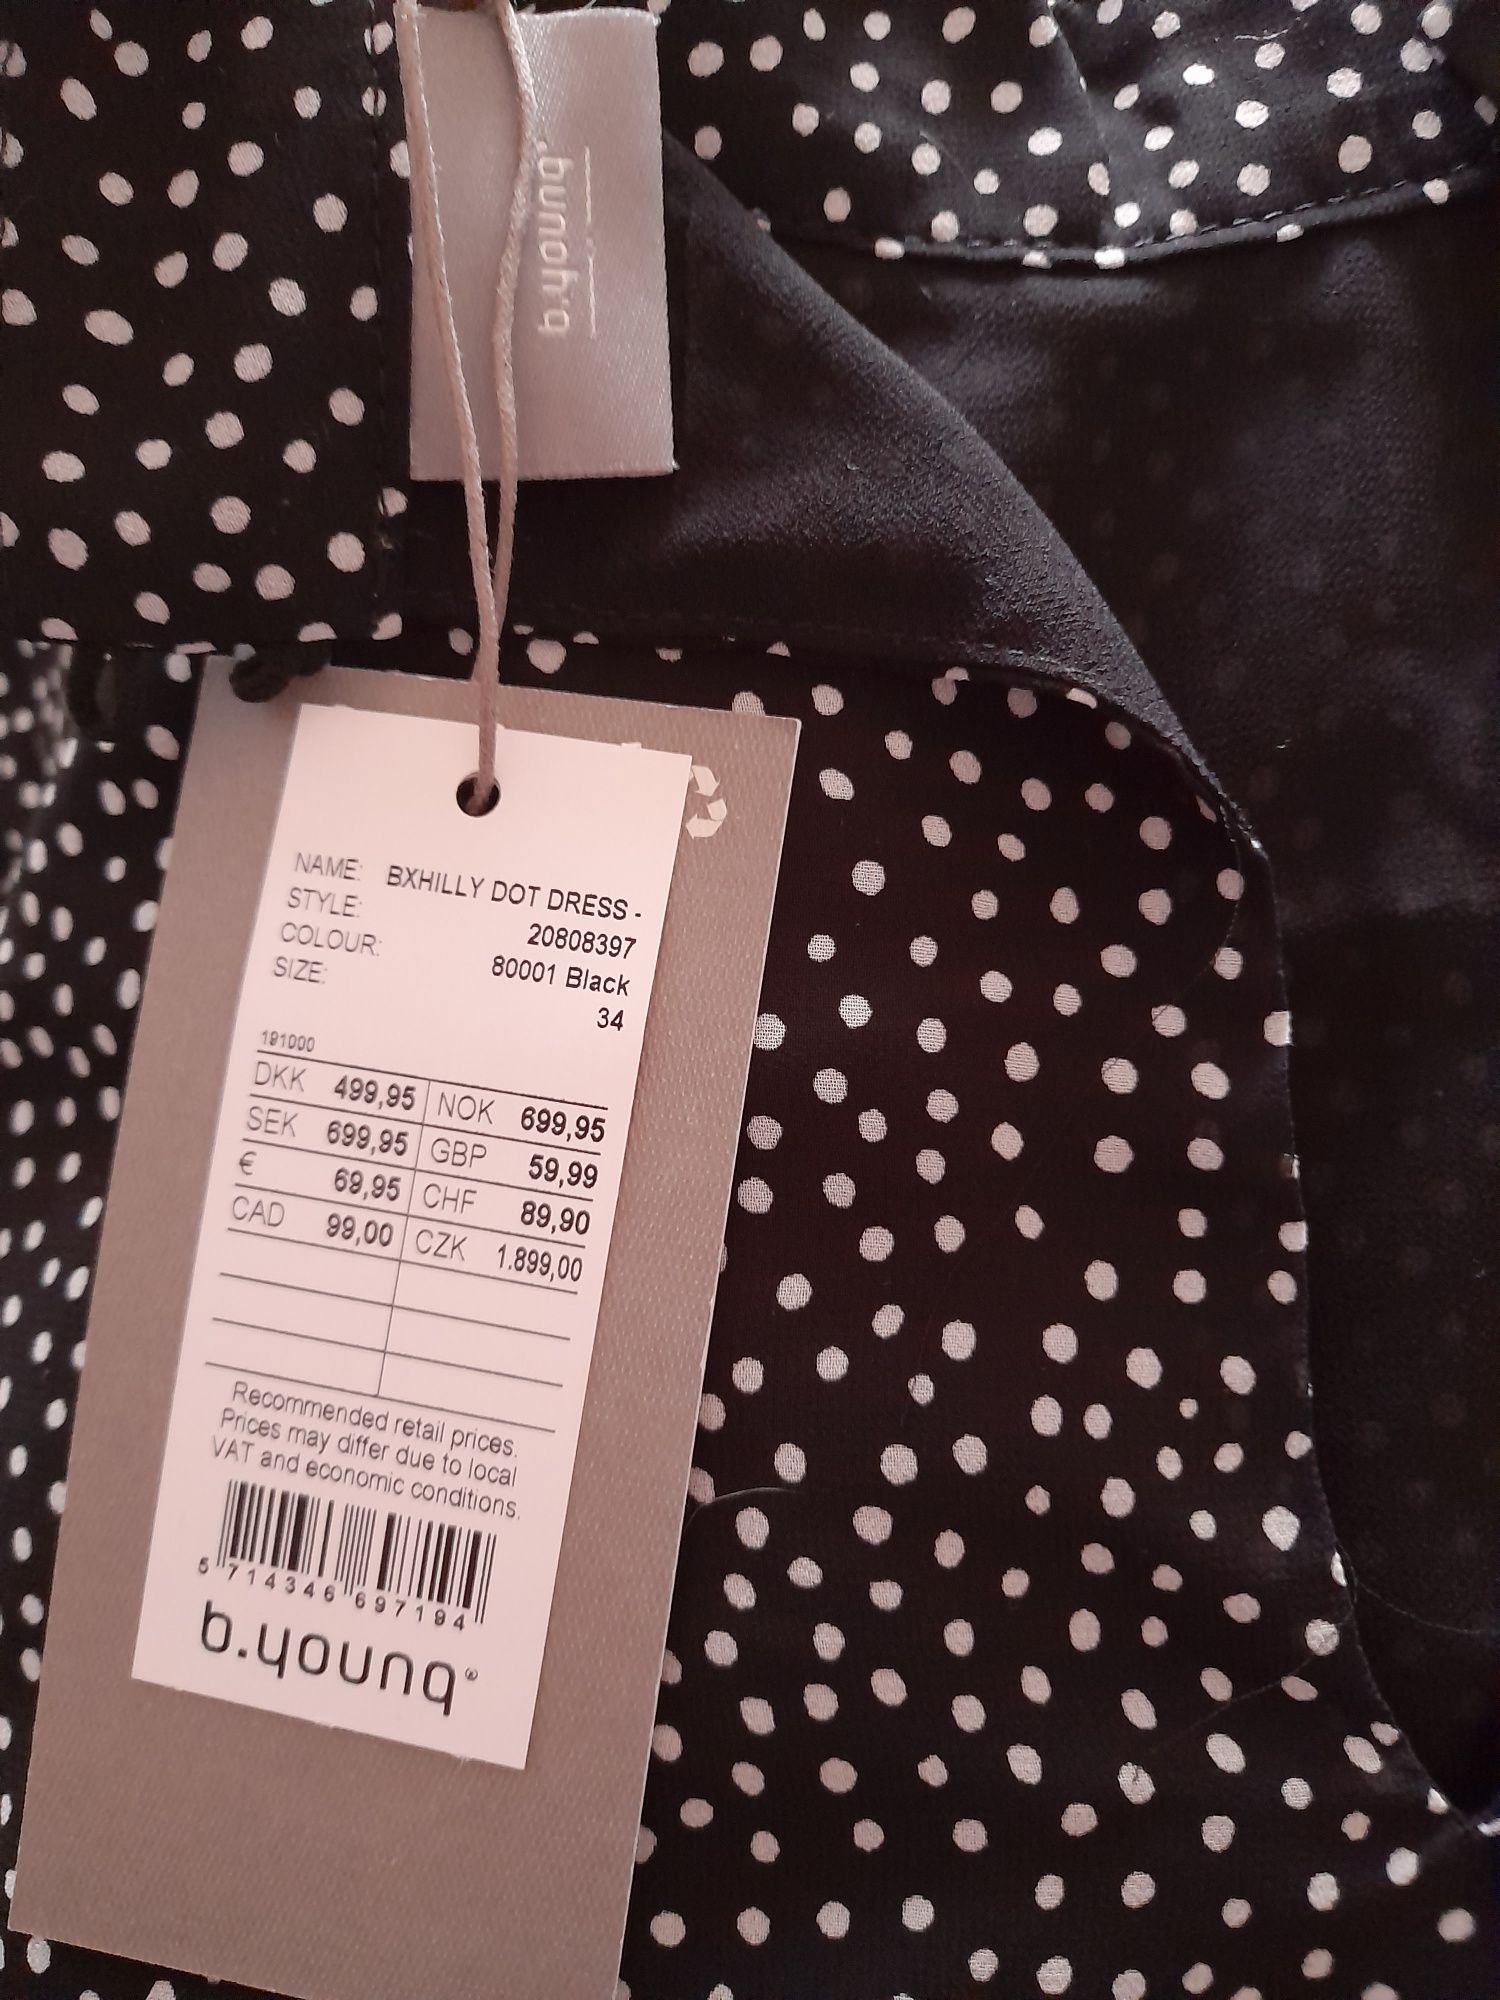 b.young
NAME: BXHILLY DOT DRESS -
STYLE: 20808397
COLOUR: 80001 Black
SIZE: 34
191000
DKK 499,95 NOK 699,95
SEK 699,95 GBP 59,99
€ 69,95 CHF 89,90
CAD 99,00 CZK 1.899,00
Recommended retail prices.
Prices may differ due to local
VAT and economic conditions.
5 714346 697194
b.young®